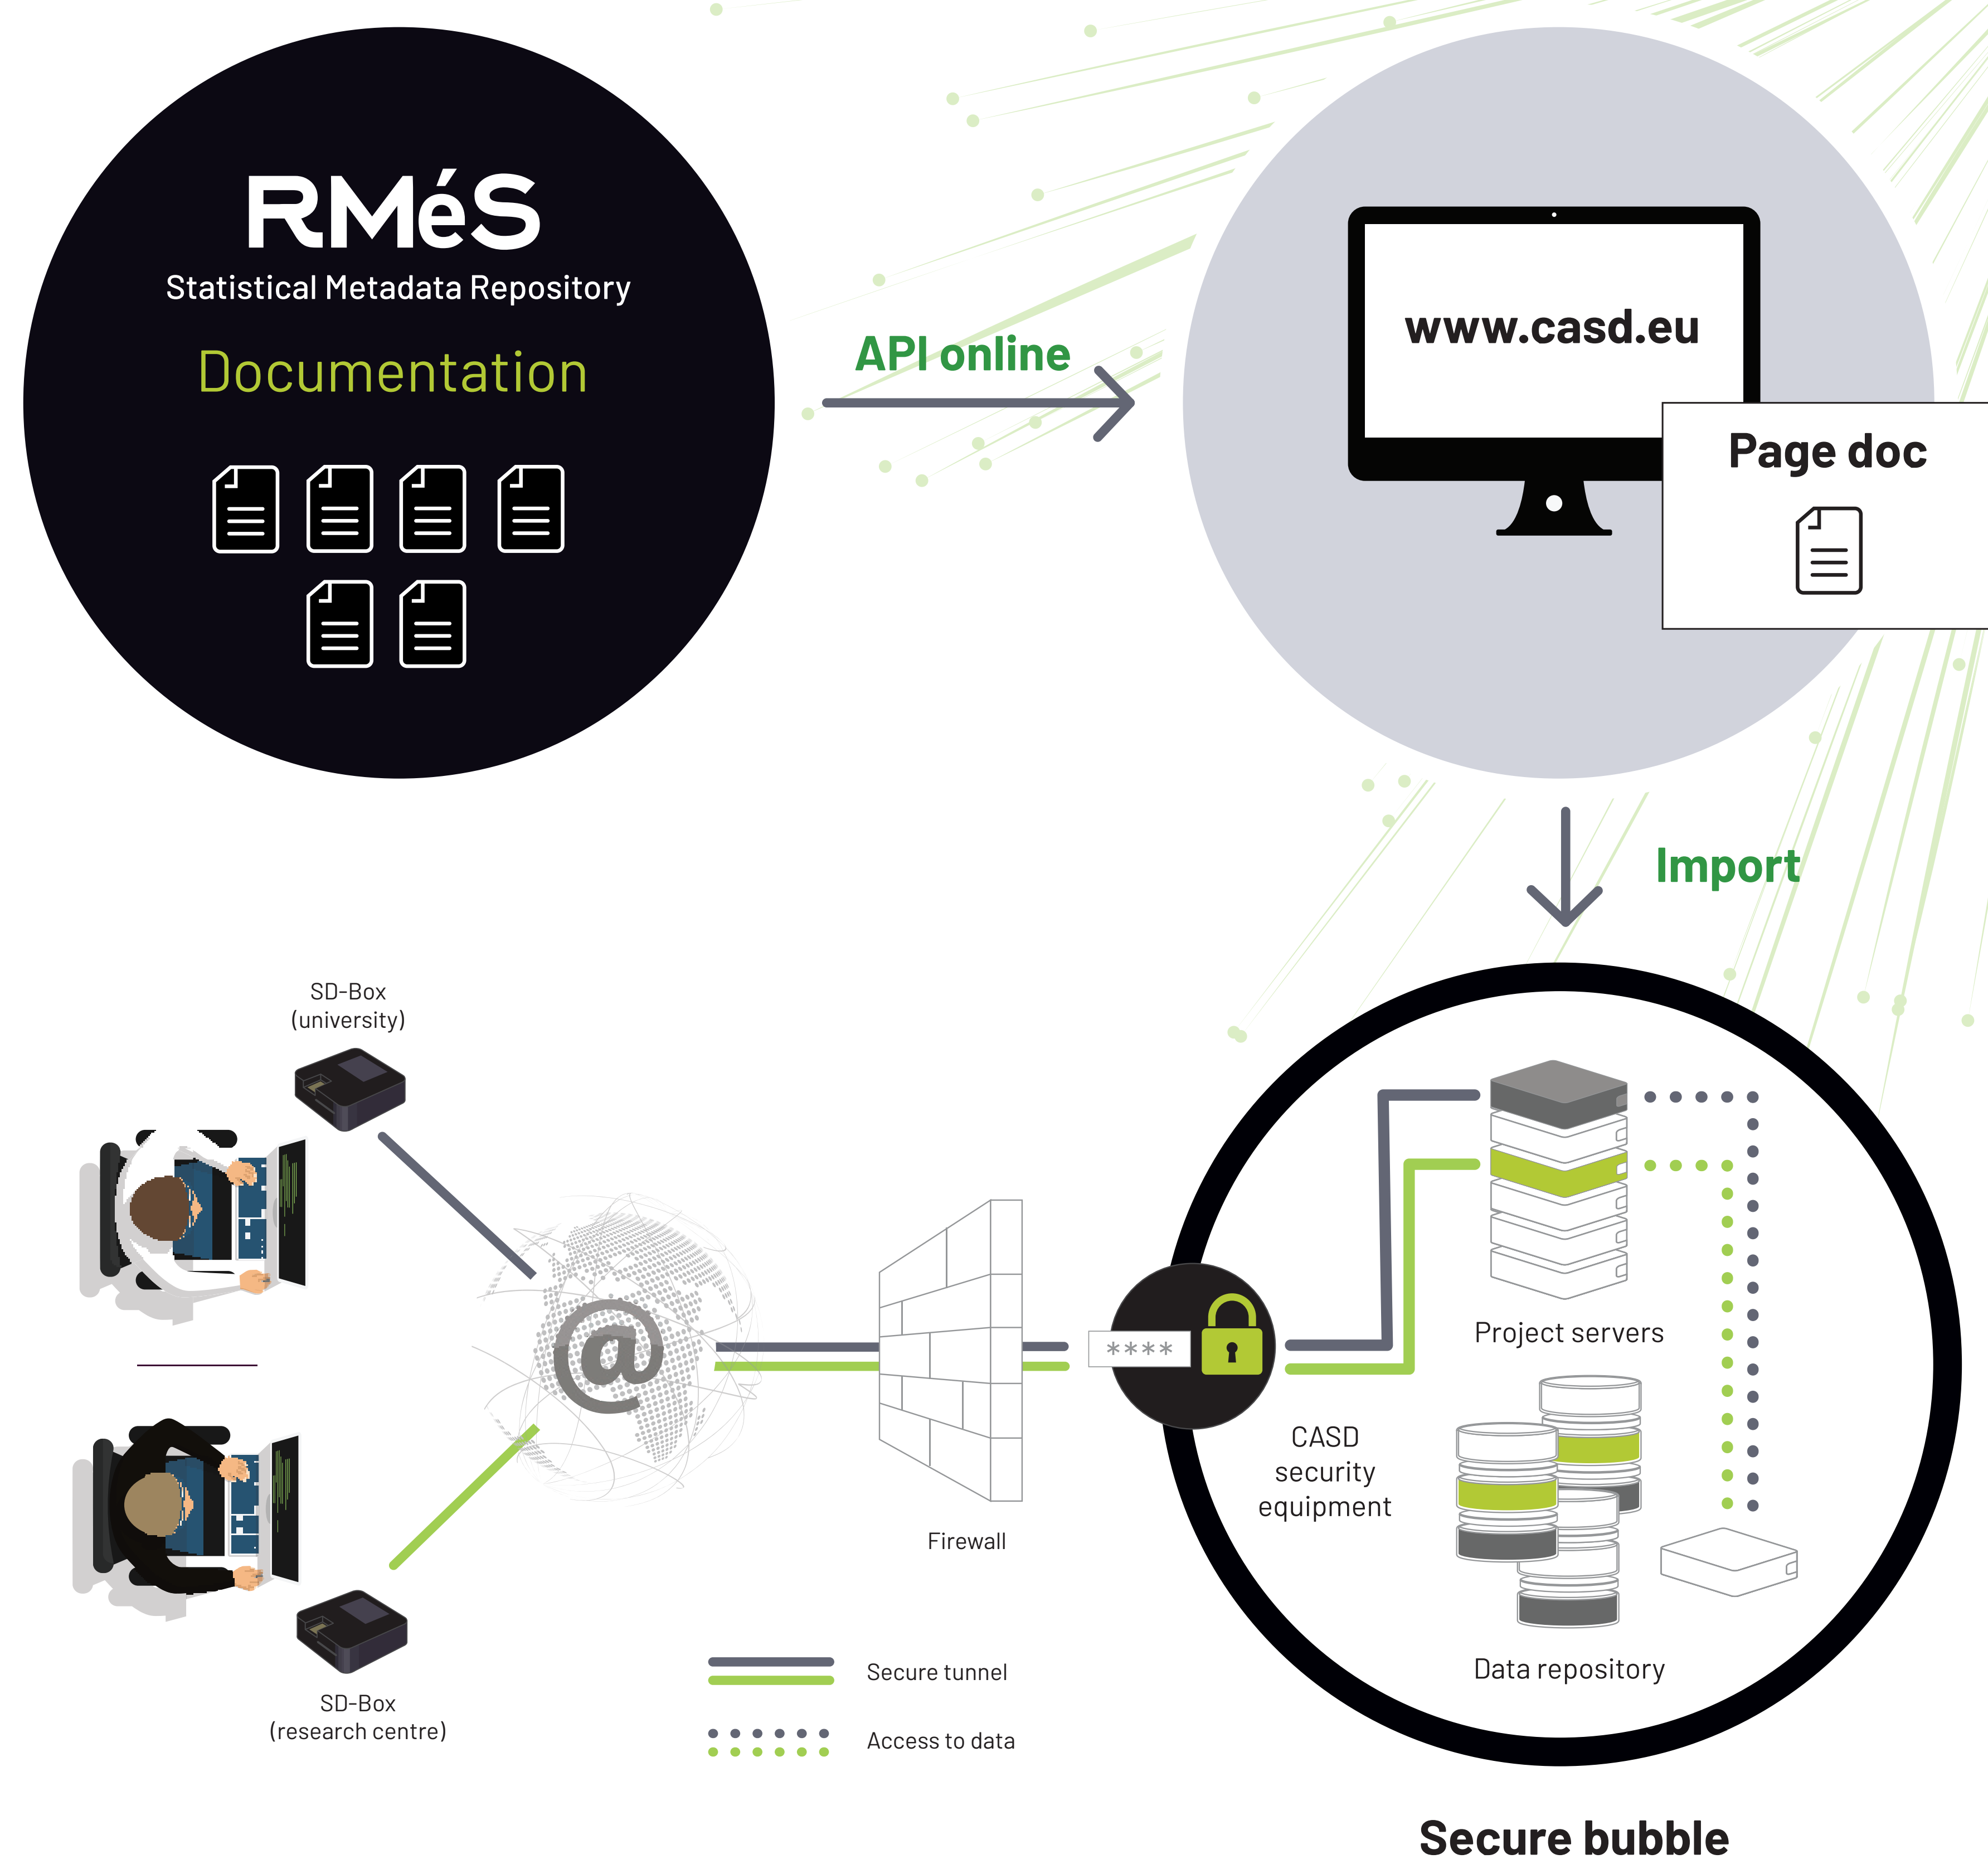 RMéS
Statistical Metadata Repository
Documentation
API online
www.casd.eu
Page doc
Import
SD-Box
(university)
@
****
Project servers
CASD
security
equipment
Firewall
Data repository
SD-Box
(research centre)
Secure tunnel
Access to data
Secure bubble